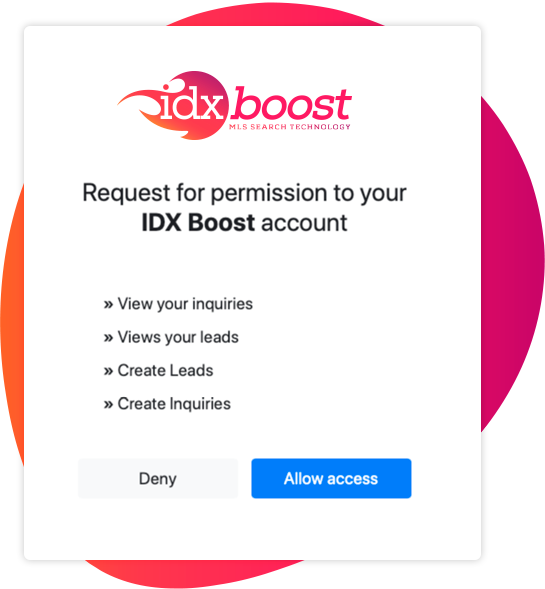 idxboost
MLS SEARCH TECHNOLOGY
Request for permission to your
IDX Boost account
» View your inquiries
» Views your leads
» Create Leads
» Create Inquiries
Deny
Allow access